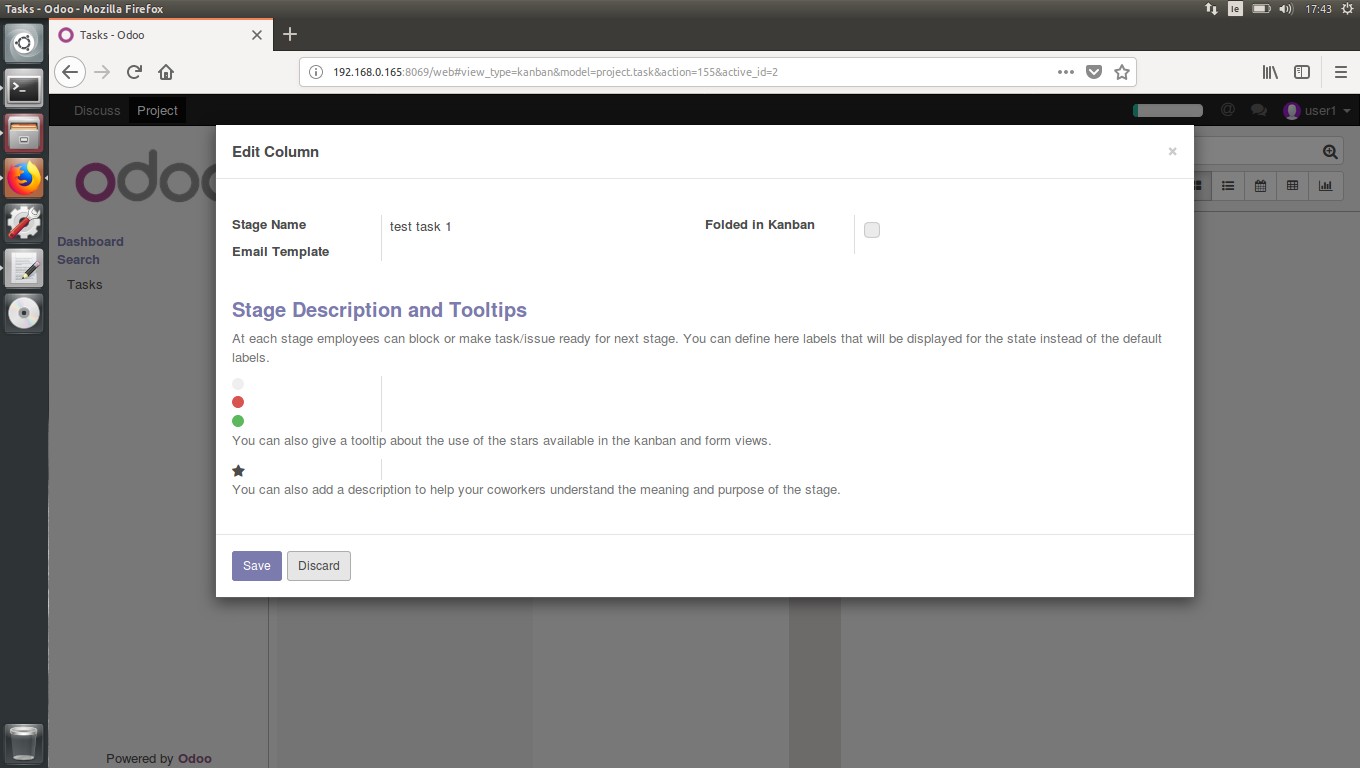 Tasks - Odoo - Mozilla Firefox
Ie
17:43
Tasks - Odoo
192.168.0.165:8069/web#view_type=kanban&model=project.task&action=155&active_id=2
Discuss
Project
@
user1
odoo
Edit Column
×
Stage Name
test task 1
Folded in Kanban
Email Template
Dashboard
Search
Tasks
Stage Description and Tooltips
At each stage employees can block or make task/issue ready for next stage. You can define here labels that will be displayed for the state instead of the default
labels.
You can also give a tooltip about the use of the stars available in the kanban and form views.
You can also add a description to help your coworkers understand the meaning and purpose of the stage.
Save
Discard
Powered by Odoo